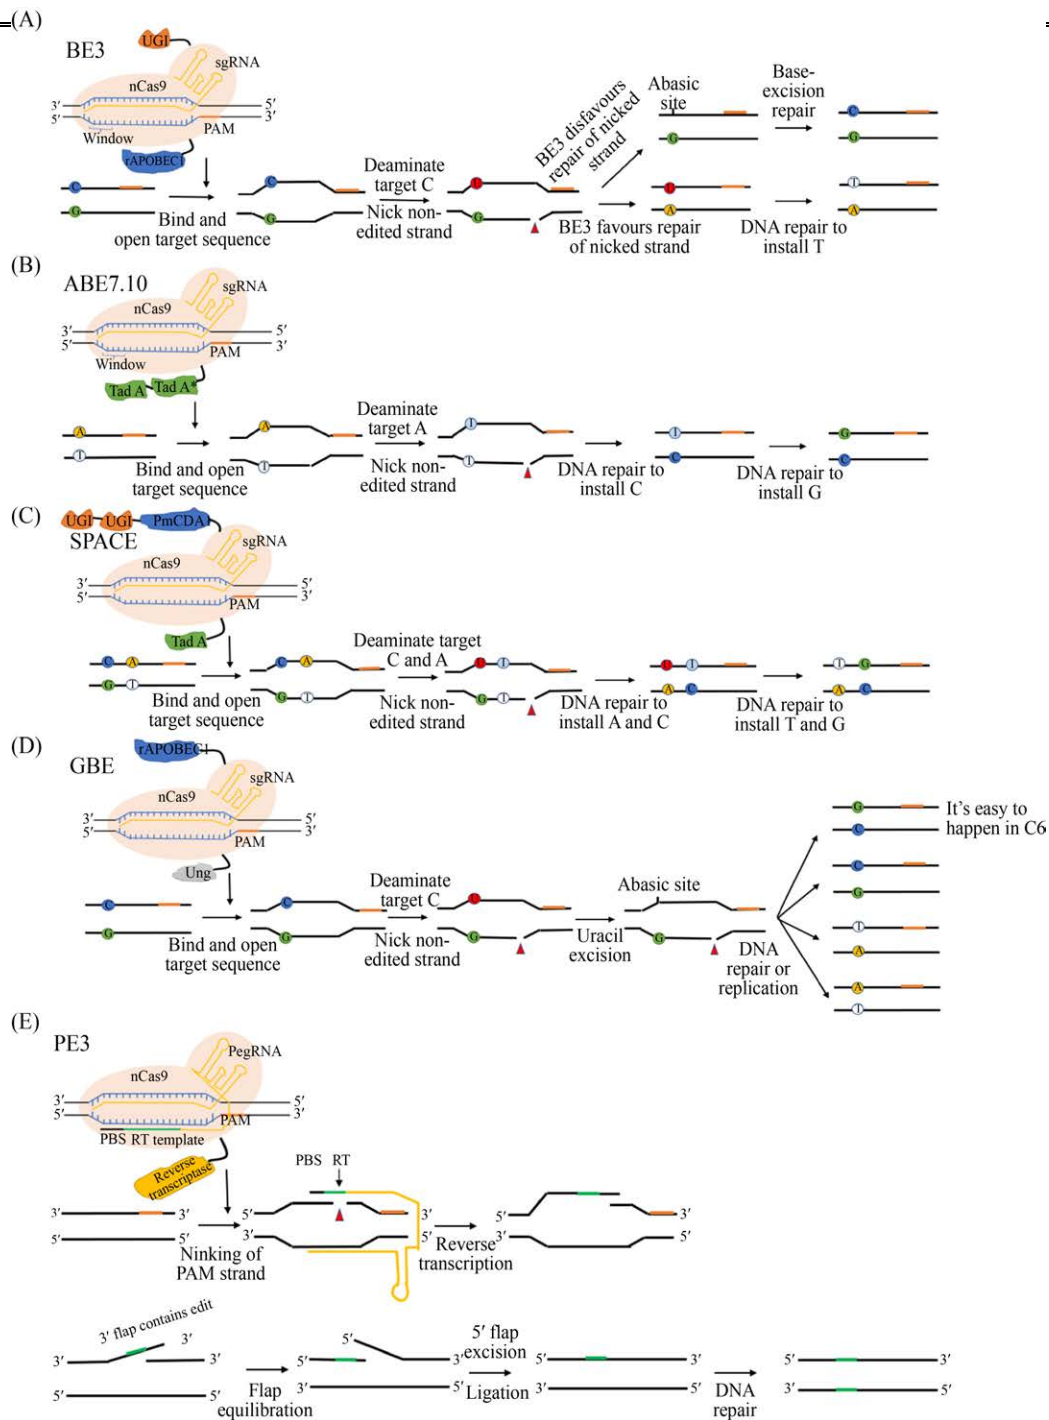 (A)
BE3
UGI
sgRNA
nCas9
3′
5′
5′
3′
Window
PAM
rAPOBEC1
C
G
Bind and
open target sequence
C
G
Deaminate
target C
Nick non-
edited strand
U
G
BE3 disfavours
repair of nicked
strand
BE3 favours repair
of nicked strand
Abasic
site
G
U
A
Base-
excision
repair
DNA repair to
install T
C
G
T
A
(B)
ABE7.10
sgRNA
nCas9
3′
5′
5′
3′
Window
PAM
Tad A
Tad A*
A
T
Bind and open
target sequence
A
T
Deaminate
target A
Nick non-
edited strand
I
T
DNA repair to
install C
I
C
DNA repair to
install G
G
C
(C)
UGI
UGI
PmCDA1
SPACE
sgRNA
nCas9
3′
5′
5′
3′
PAM
Tad A
C A
G T
Bind and open
target sequence
C A
G T
Deaminate target
C and A
Nick non-
edited strand
U I
G T
DNA repair to
install A and C
U I
A C
DNA repair to
install T and G
T G
A C
(D)
GBE
rAPOBEC1
sgRNA
nCas9
3′
5′
5′
3′
PAM
Ung
C
G
Bind and open
target sequence
C
G
Deaminate
target C
Nick non-
edited strand
U
G
Uracil
excision
Abasic site
G
DNA
repair or
replication
G
C
It's easy to
happen in C6
C
G
T
A
A
T
(E)
PE3
PegRNA
nCas9
3′
5′
5′
3′
PAM
PBS RT template
Reverse
transcriptase
5′
3′
3′
5′
Ninking of
PAM strand
PBS RT
5′
3′
3′
5′
Reverse
transcription
5′
3′
3′
5′
3′ flap contains edit
3′
3′
3′
5′
5′
Flap
equilibration
5′
5′
3′
3′
5′
5′ flap
excision
Ligation
5′
3′
3′
5′
DNA
repair
5′
3′
3′
5′